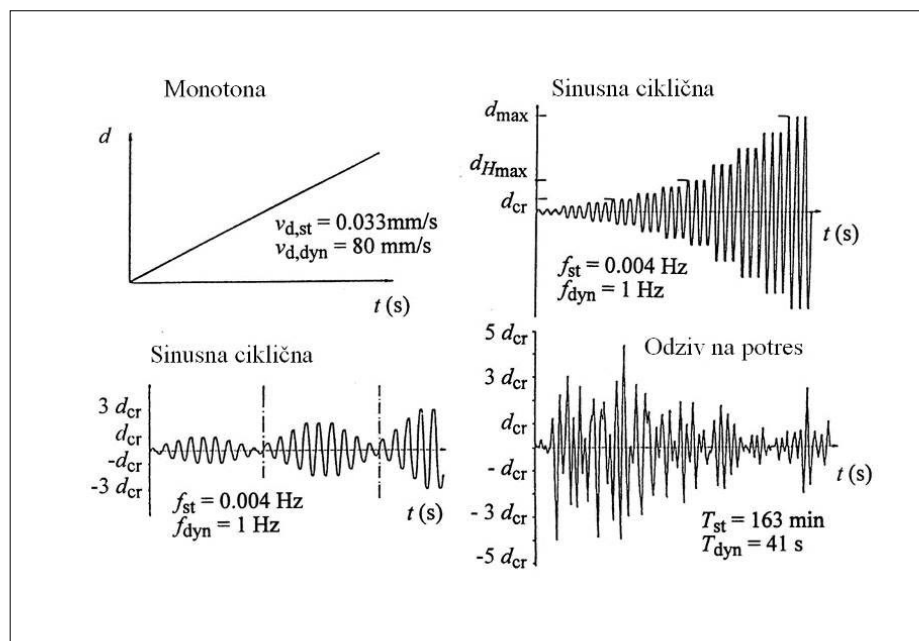 Monotona
d
v_d,st = 0.033mm/s
v_d,dyn = 80 mm/s
t (s)
Sinusna ciklična
d_max
d_Hmax
d_cr
t (s)
f_st = 0.004 Hz
f_dyn = 1 Hz
Sinusna ciklična
3 d_cr
d_cr
-d_cr
-3 d_cr
f_st = 0.004 Hz
f_dyn = 1 Hz
t (s)
Odziv na potres
5 d_cr
3 d_cr
d_cr
- d_cr
- 3 d_cr
-5 d_cr
t (s)
T_st = 163 min
T_dyn = 41 s